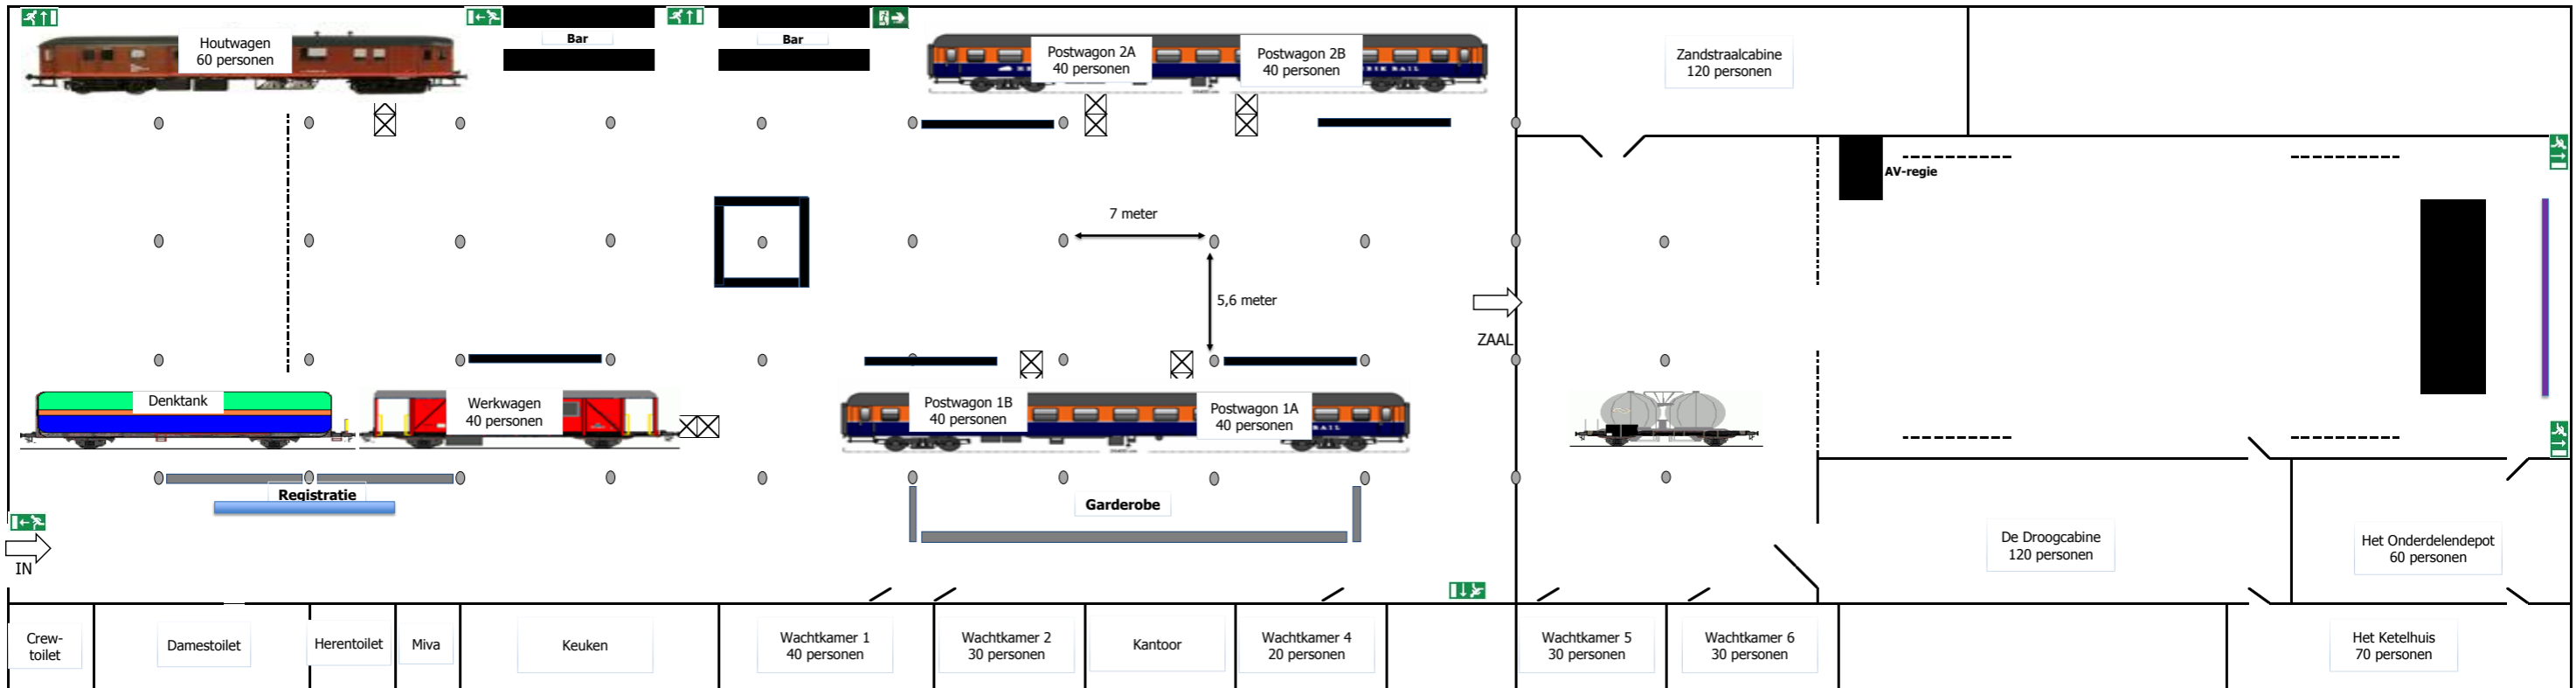 Houtwagen
60 personen
Bar
Bar
Postwagon 2A
40 personen
Postwagon 2B
40 personen
RIK RAIL
Zandstraalcabine
120 personen
AV-regie
7 meter
5,6 meter
ZAAL
Denktank
Werkwagen
40 personen
Postwagon 1B
40 personen
Postwagon 1A
40 personen
RAIL
Registratie
Garderobe
IN
De Droogcabine
120 personen
Het Onderdelendepot
60 personen
Crew-
toilet
Damestoilet
Herentoilet
Miva
Keuken
Wachtkamer 1
40 personen
Wachtkamer 2
30 personen
Kantoor
Wachtkamer 4
20 personen
Wachtkamer 5
30 personen
Wachtkamer 6
30 personen
Het Ketelhuis
70 personen